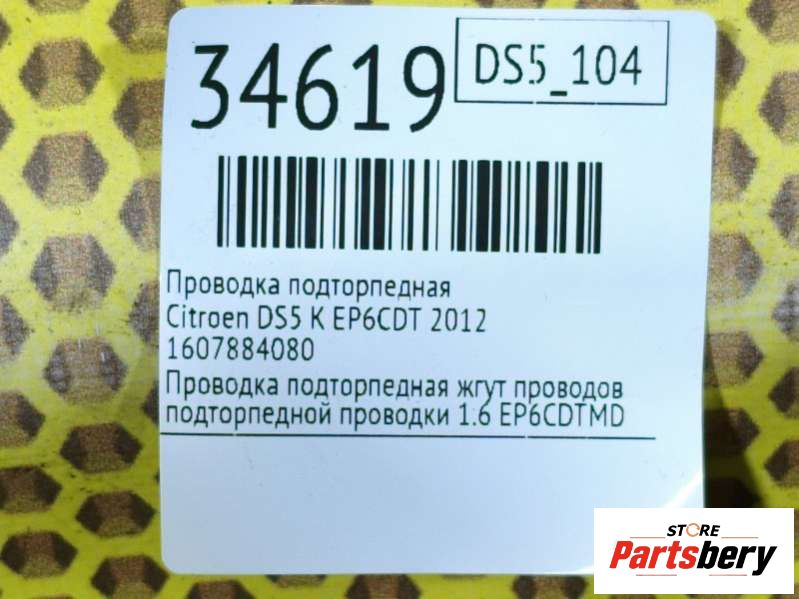 34619
DS5_104
Проводка подторпедная
Citroen DS5 K EP6CDT 2012
1607884080
Проводка подторпедная жгут проводов
подторпедной проводки 1.6 EP6CDTMD
STORE
Partsbery